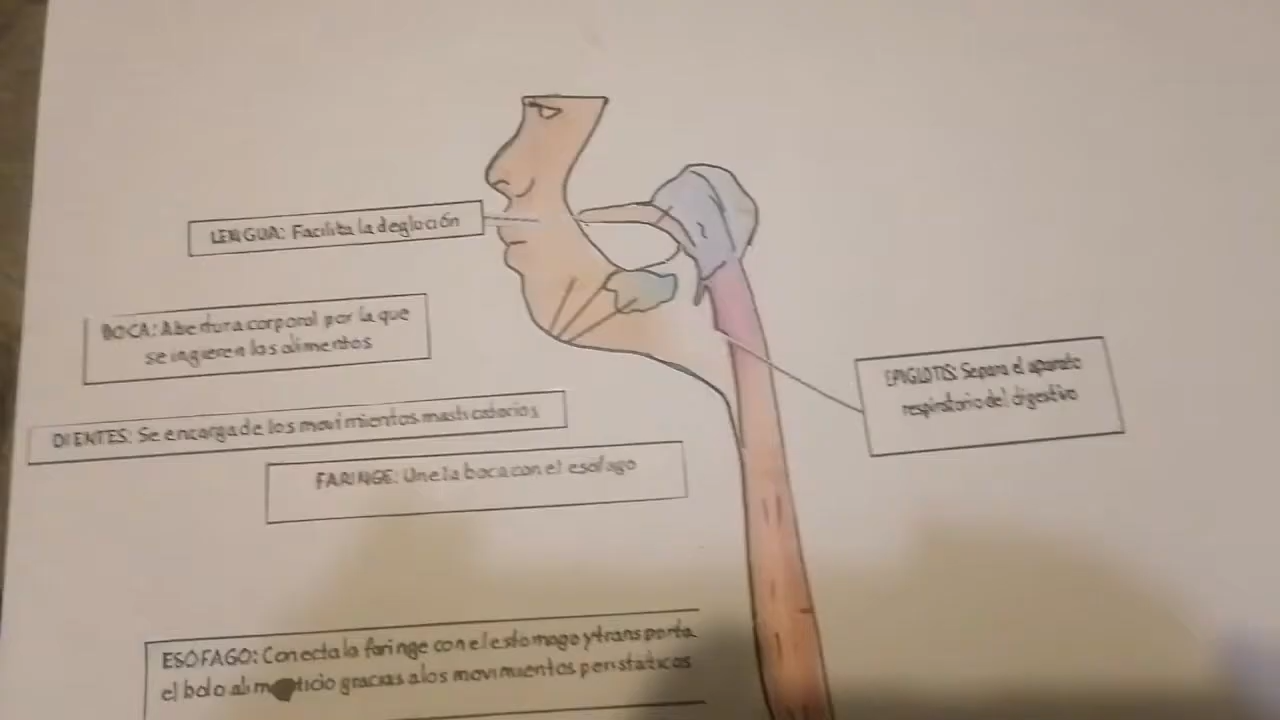 LENGUA: Facilita la deglución
BOCA: Abertura corporal por la que
se ingieren los alimentos
DIENTES: Se encarga de los movimientos masticatorios
FARINGE: Une la boca con el esófago
EPIGLOTIS: Separa el aparato
respiratorio del digestivo
ESOFAGO: Conecta la faringe con el estomago y transporta
el bolo alimenticio gracias a los movimientos peristaticos